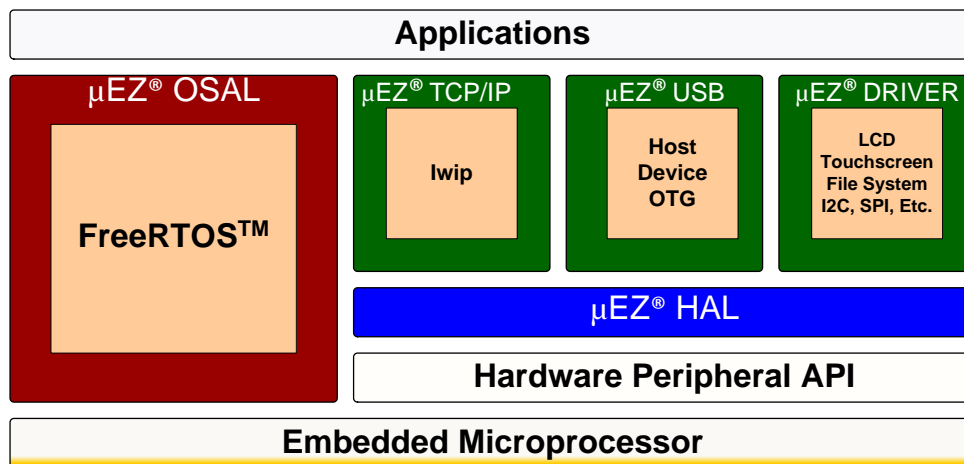 Applications
µEZ® OSAL
FreeRTOS™
µEZ® TCP/IP
lwip
µEZ® USB
Host
Device
OTG
µEZ® DRIVER
LCD
Touchscreen
File System
I2C, SPI, Etc.
µEZ® HAL
Hardware Peripheral API
Embedded Microprocessor